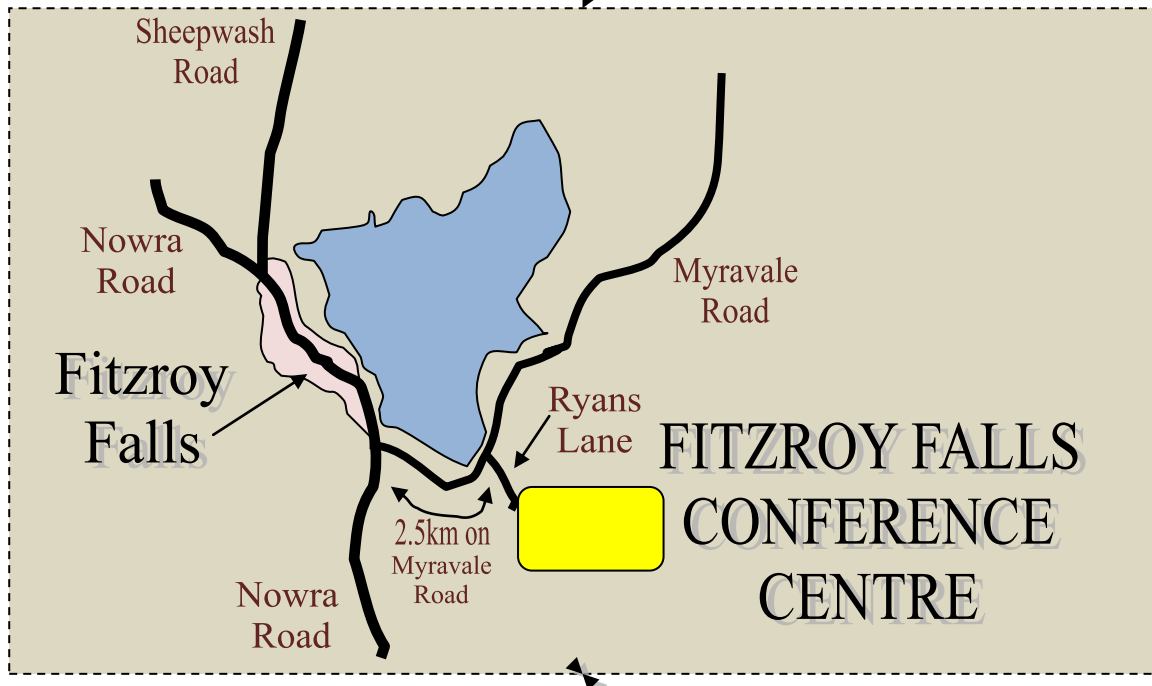 Sheepwash
Road
Nowra
Road
Myravale
Road
Fitzroy
Falls
Ryans
Lane
FITZROY FALLS
CONFERENCE
CENTRE
2.5km on
Myravale
Road
Nowra
Road